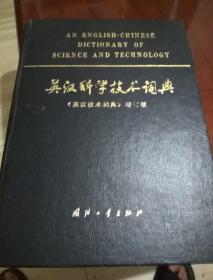 AN ENGLISH-CHINESE
DICTIONARY OF
SCIENCE AND TECHNOLOGY
英汉科学技术词典
《英汉技术词典》增订版
国防工业出版社